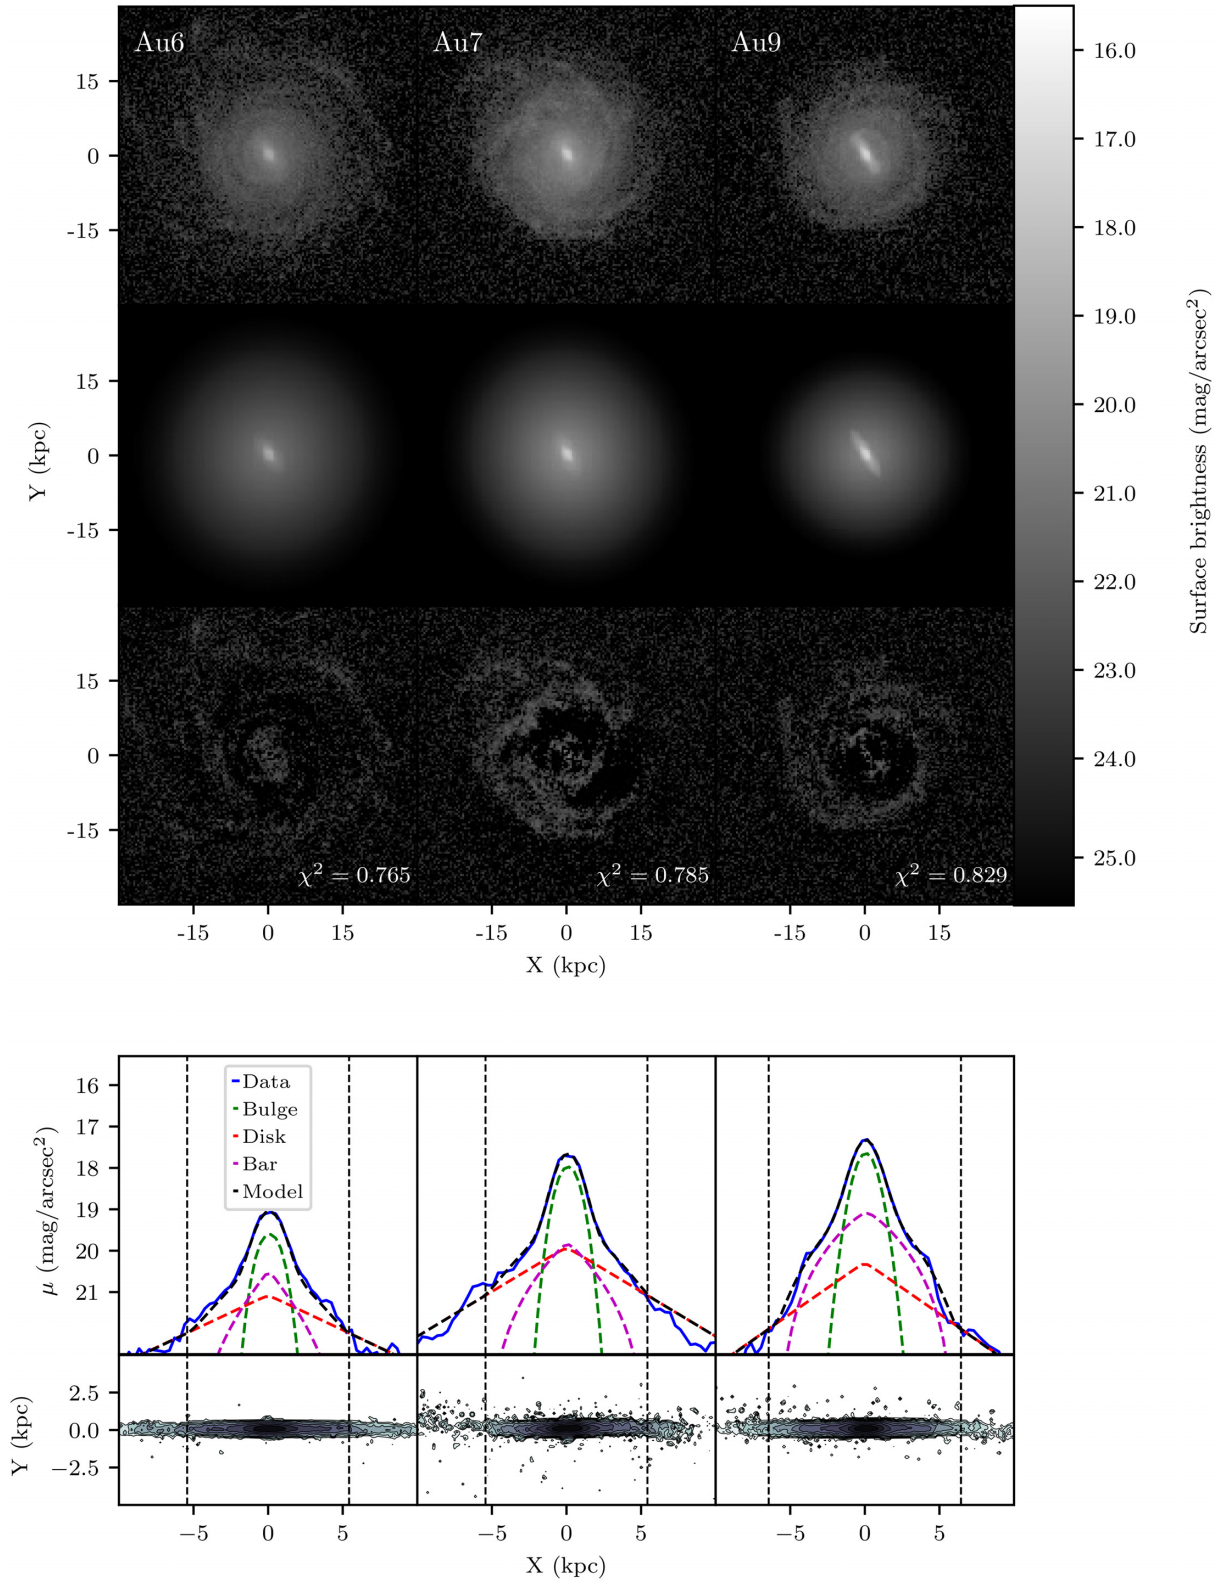 Au6 Au7 Au9
15
0
-15
15
0
-15
15
0
-15
Y (kpc)
χ² = 0.765 χ² = 0.785 χ² = 0.829
-15 0 15 -15 0 15 -15 0 15
X (kpc)
16.0
17.0
18.0
19.0
20.0
21.0
22.0
23.0
24.0
25.0
Surface brightness (mag/arcsec²)
Data
Bulge
Disk
Bar
Model
16
17
18
19
20
21
μ (mag/arcsec²)
2.5
0.0
−2.5
Y (kpc)
−5 0 5 −5 0 5 −5 0 5
X (kpc)